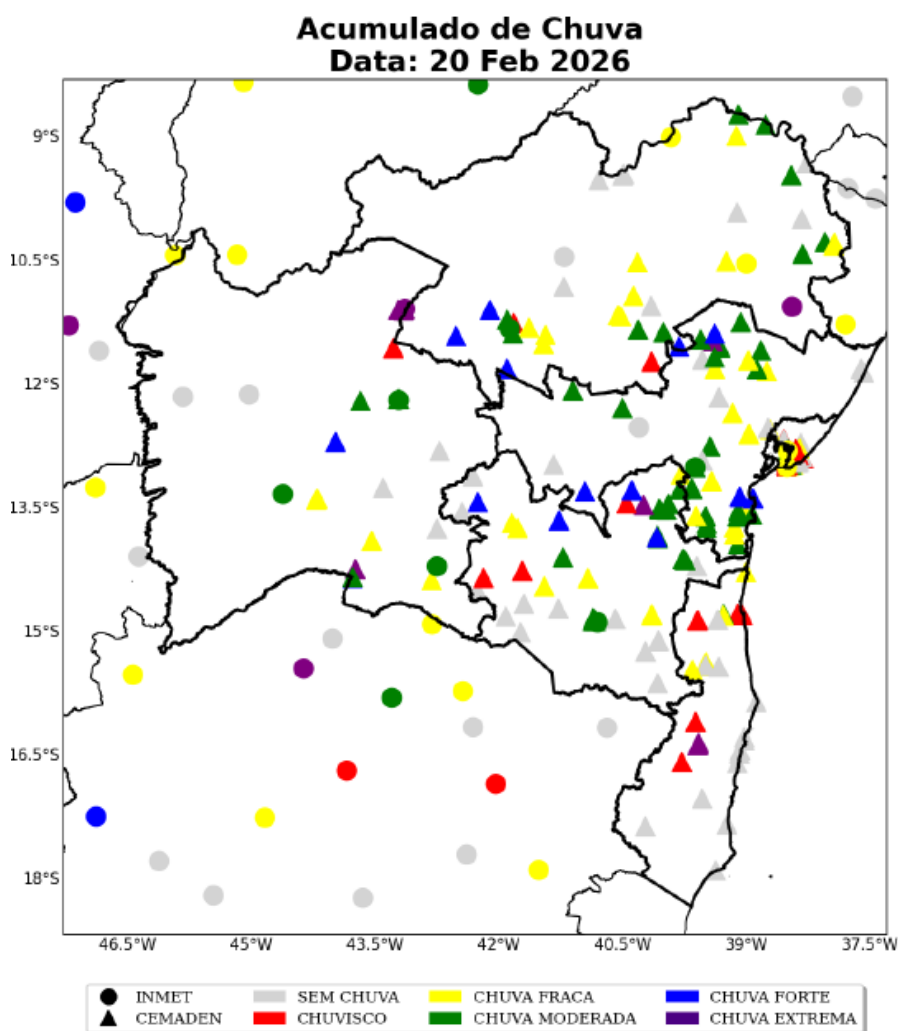 Acumulado de Chuva
Data: 20 Feb 2026
9°S
10.5°S
12°S
13.5°S
15°S
16.5°S
18°S
46.5°W 45°W 43.5°W 42°W 40.5°W 39°W 37.5°W
INMET SEM CHUVA CHUVA FRACA CHUVA FORTE
CEMADEN CHUVISCO CHUVA MODERADA CHUVA EXTREMA